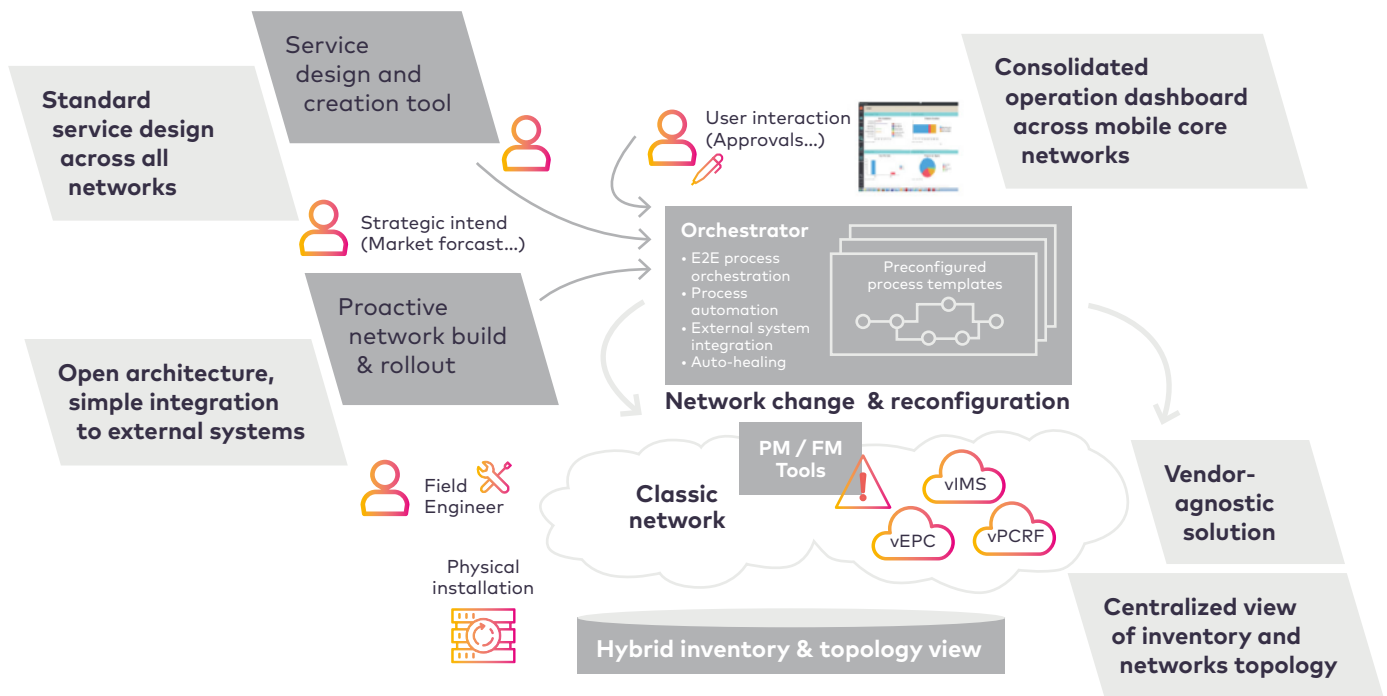 Service
design and
creation tool
Standard
service design
across all
networks
User interaction
(Approvals...)
Consolidated
operation dashboard
across mobile core
networks
Strategic intend
(Market forcast...)
Orchestrator
• E2E process
orchestration
• Process
automation
• External system
integration
• Auto-healing
Preconfigured
process templates
Proactive
network build
& rollout
Open architecture,
simple integration
to external systems
Network change & reconfiguration
PM / FM
Tools
Field
Engineer
Classic
network
!
vIMS
vEPC
vPCRF
Vendor-
agnostic
solution
Physical
installation
Centralized view
of inventory and
networks topology
Hybrid inventory & topology view